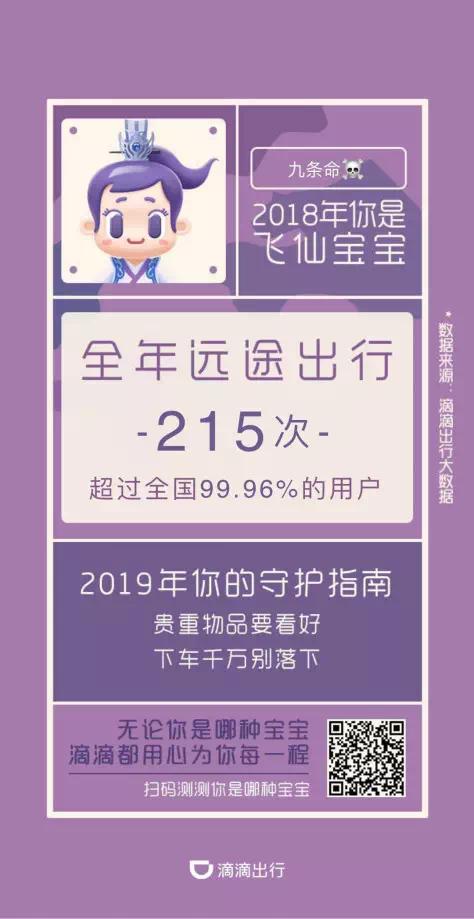 九条命☠️
2018年你是
飞仙宝宝
全年远途出行
-215次-
超过全国99.96%的用户
*数据来源：滴滴出行大数据
2019年你的守护指南
贵重物品要看好
下车千万别落下
无论你是哪种宝宝
滴滴都用心为你每一程
扫码测测你是哪种宝宝
滴滴出行